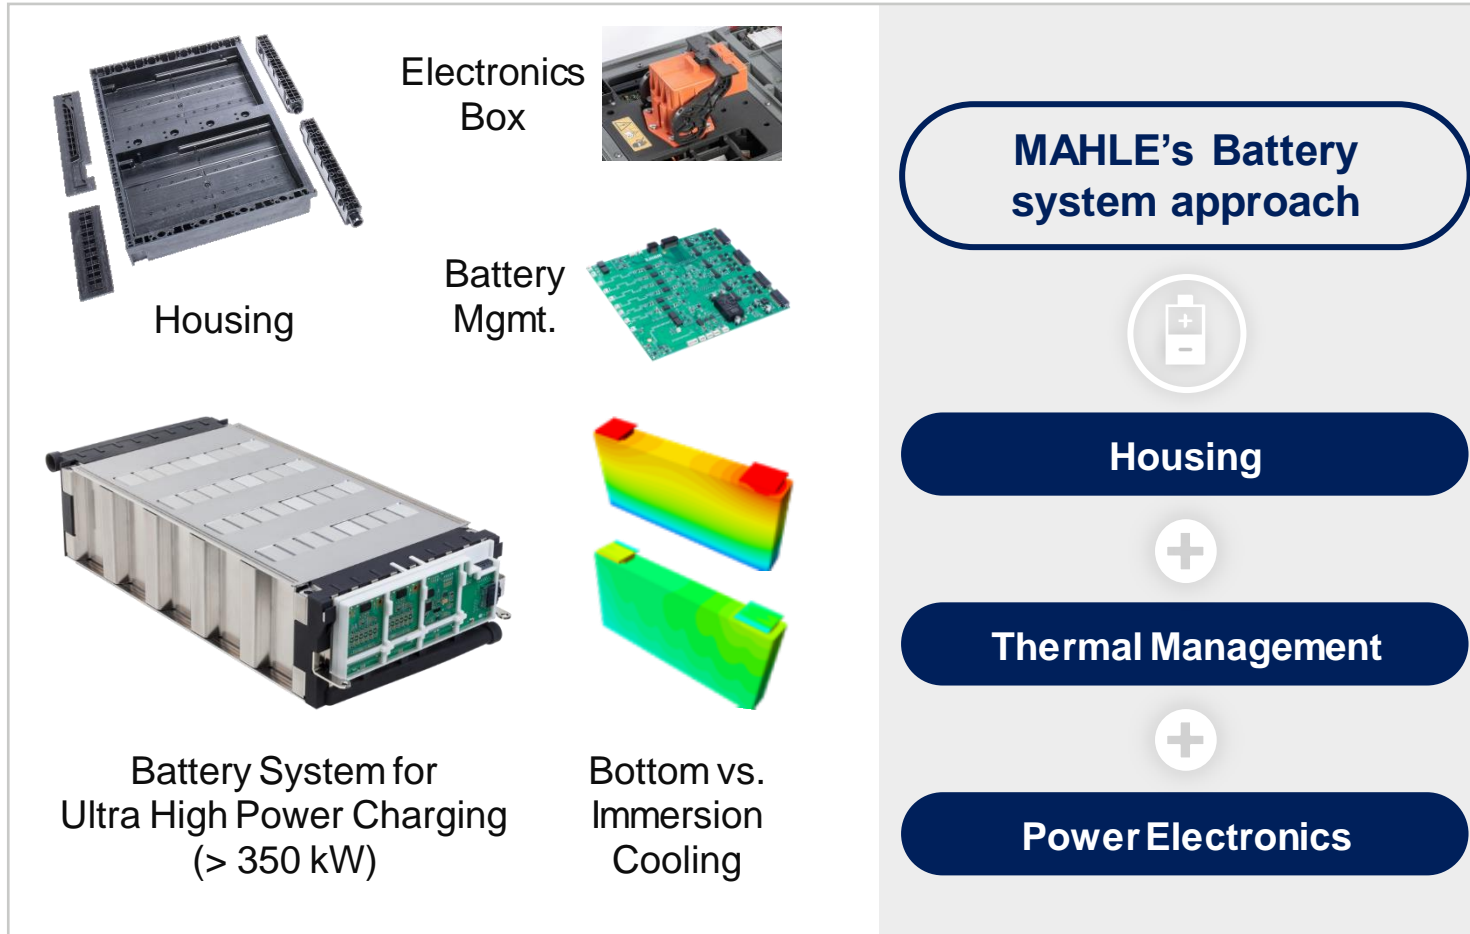 Electronics
Box
Housing
Battery
Mgmt.
Battery System for
Ultra High Power Charging
(> 350 kW)
Bottom vs.
Immersion
Cooling
MAHLE's Battery
system approach
Housing
Thermal Management
Power Electronics